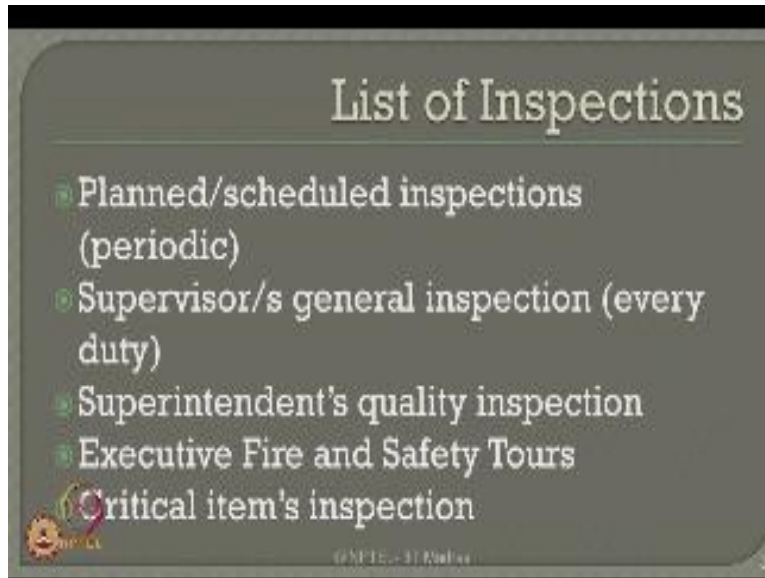 List of Inspections
Planned/scheduled inspections
(periodic)
Supervisor/s general inspection (every
duty)
Superintendent's quality inspection
Executive Fire and Safety Tours
Critical item's inspection